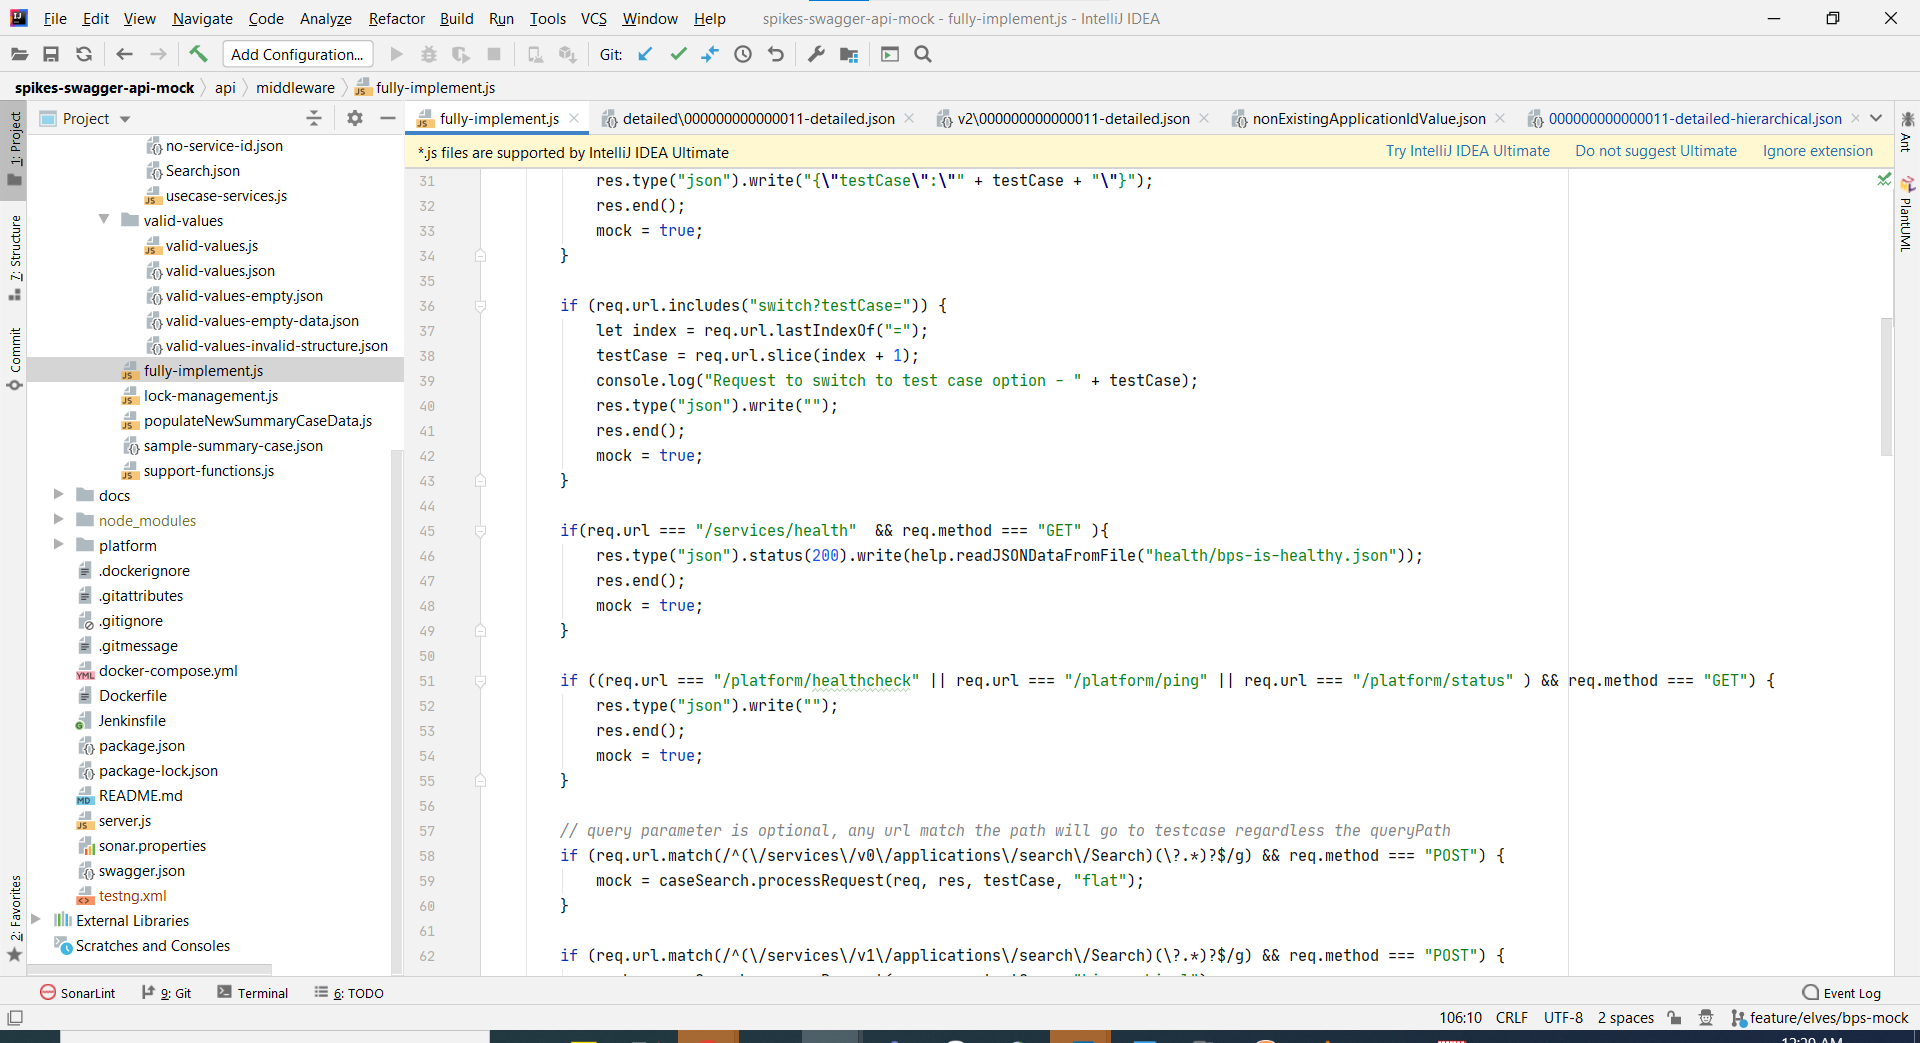 File Edit View Navigate Code Analyze Refactor Build Run Tools VCS Window Help spikes-swagger-api-mock - fully-implement.js - IntelliJ IDEA
Add Configuration... Git:
spikes-swagger-api-mock api middleware fully-implement.js
Project
fully-implement.js detailed\000000000000011-detailed.json v2\000000000000011-detailed.json nonExistingApplicationIdValue.json 000000000000011-detailed-hierarchical.json
*.js files are supported by IntelliJ IDEA Ultimate Try IntelliJ IDEA Ultimate Do not suggest Ultimate Ignore extension
1: Project
7: Structure
Commit
2: Favorites
no-service-id.json
Search.json
usecase-services.js
valid-values
valid-values.js
valid-values.json
valid-values-empty.json
valid-values-empty-data.json
valid-values-invalid-structure.json
fully-implement.js
lock-management.js
populateNewSummaryCaseData.js
sample-summary-case.json
support-functions.js
docs
node_modules
platform
.dockerignore
.gitattributes
.gitignore
.gitmessage
docker-compose.yml
Dockerfile
Jenkinsfile
package.json
package-lock.json
README.md
server.js
sonar.properties
swagger.json
testng.xml
External Libraries
Scratches and Consoles
31 res.type("json").write("{\"testCase\":\"" + testCase + "\"}");
32 res.end();
33 mock = true;
34 }
35
36 if (req.url.includes("switch?testCase=")) {
37 let index = req.url.lastIndexOf("=");
38 testCase = req.url.slice(index + 1);
39 console.log("Request to switch to test case option - " + testCase);
40 res.type("json").write("");
41 res.end();
42 mock = true;
43 }
44
45 if(req.url === "/services/health"  && req.method === "GET" ){
46 res.type("json").status(200).write(help.readJSONDataFromFile("health/bps-is-healthy.json"));
47 res.end();
48 mock = true;
49 }
50
51 if ((req.url === "/platform/healthcheck" || req.url === "/platform/ping" || req.url === "/platform/status" ) && req.method === "GET") {
52 res.type("json").write("");
53 res.end();
54 mock = true;
55 }
56
57 // query parameter is optional, any url match the path will go to testcase regardless the queryPath
58 if (req.url.match(/^(\/services\/v0\/applications\/search\/Search)(\?.*)?$/g) && req.method === "POST") {
59 mock = caseSearch.processRequest(req, res, testCase, "flat");
60 }
61
62 if (req.url.match(/^(\/services\/v1\/applications\/search\/Search)(\?.*)?$/g) && req.method === "POST") {
Ant
PlantUML
SonarLint 9: Git Terminal 6: TODO Event Log
106:10 CRLF UTF-8 2 spaces feature/elves/bps-mock